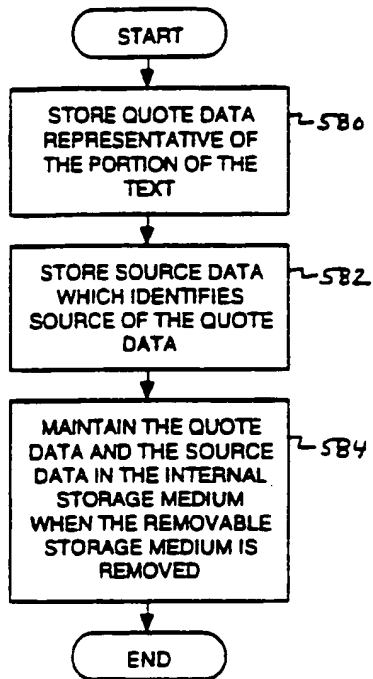 START
STORE QUOTE DATA
REPRESENTATIVE OF
THE PORTION OF THE
TEXT
580
STORE SOURCE DATA
WHICH IDENTIFIES
SOURCE OF THE QUOTE
DATA
582
MAINTAIN THE QUOTE
DATA AND THE SOURCE
DATA IN THE INTERNAL
STORAGE MEDIUM
WHEN THE REMOVABLE
STORAGE MEDIUM IS
REMOVED
584
END